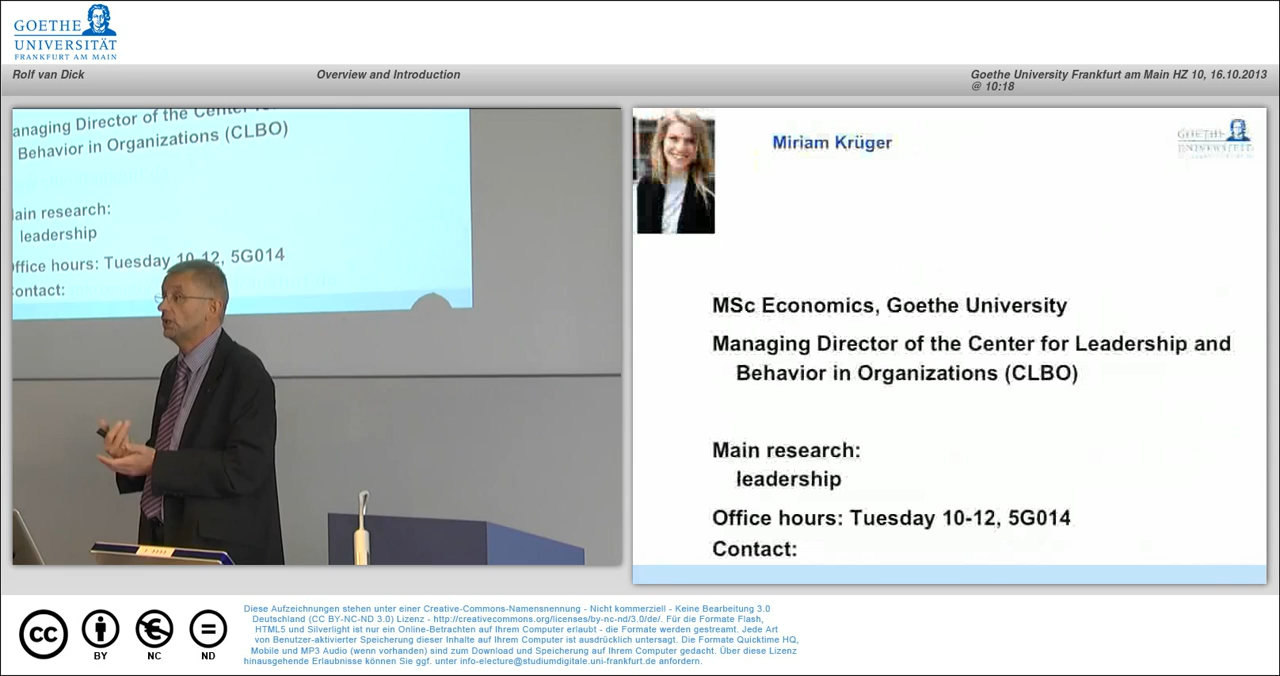 GOETHE
UNIVERSITÄT
FRANKFURT AM MAIN
Rolf van Dick
Overview and Introduction
Goethe University Frankfurt am Main HZ 10, 16.10.2013
@ 10:18
anaging Director of the Center
Behavior in Organizations (CLBO)
ain research:
leadership
ffice hours: Tuesday 10-12, 5G014
ontact:
Miriam Krüger
GOETHE
UNIVERSITÄT
MSc Economics, Goethe University
Managing Director of the Center for Leadership and
Behavior in Organizations (CLBO)
Main research:
leadership
Office hours: Tuesday 10-12, 5G014
Contact:
cc
BY
NC
ND
Diese Aufzeichnungen stehen unter einer Creative-Commons-Namensnennung - Nicht kommerziell - Keine Bearbeitung 3.0
Deutschland (CC BY-NC-ND 3.0) Lizenz - http://creativecommons.org/licenses/by-nc-nd/3.0/de/. Für die Formate Flash,
HTML5 und Silverlight ist nur ein Online-Betrachten auf Ihrem Computer erlaubt - die Formate werden gestreamt. Jede Art
von Benutzer-aktivierter Speicherung dieser Inhalte auf Ihrem Computer ist ausdrücklich untersagt. Die Formate Quicktime HQ,
Mobile und MP3 Audio (wenn vorhanden) sind zum Download und Speicherung auf Ihrem Computer gedacht. Über diese Lizenz
hinausgehende Erlaubnisse können Sie ggf. unter info-electure@studiumdigitale.uni-frankfurt.de anfordern.